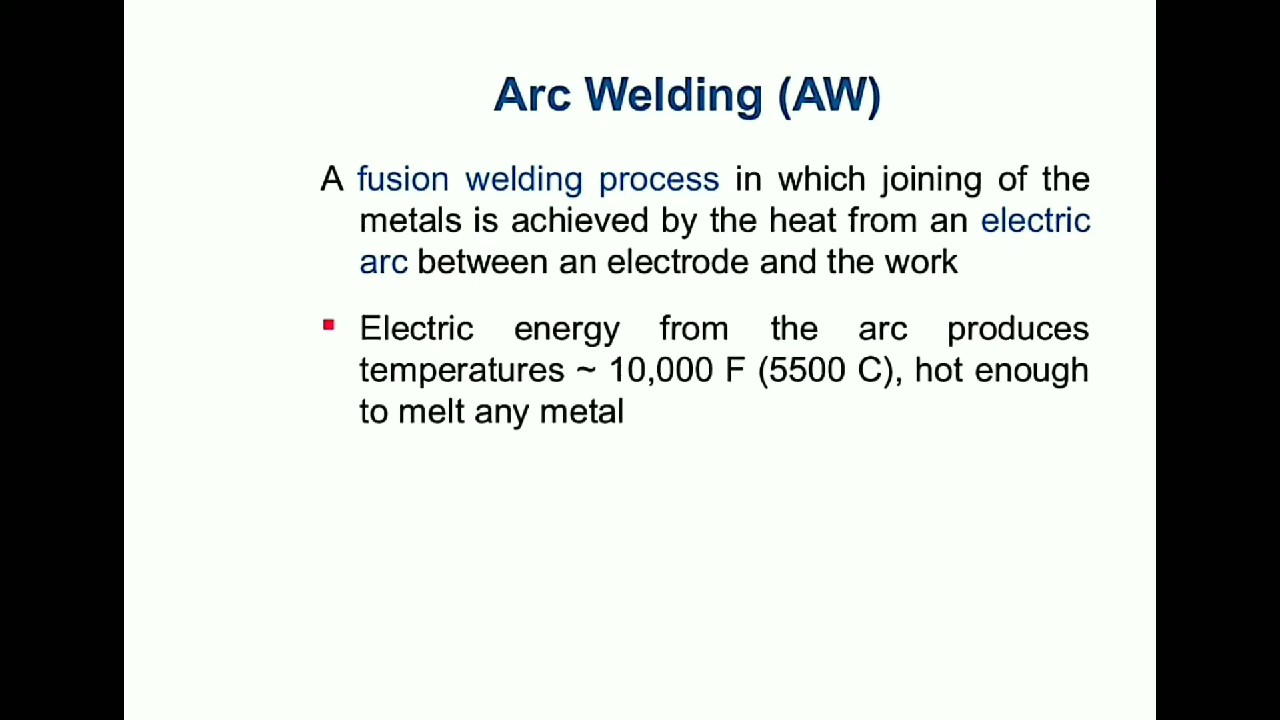 Arc Welding (AW)
A fusion welding process in which joining of the
metals is achieved by the heat from an electric
arc between an electrode and the work
Electric energy from the arc produces
temperatures ~ 10,000 F (5500 C), hot enough
to melt any metal